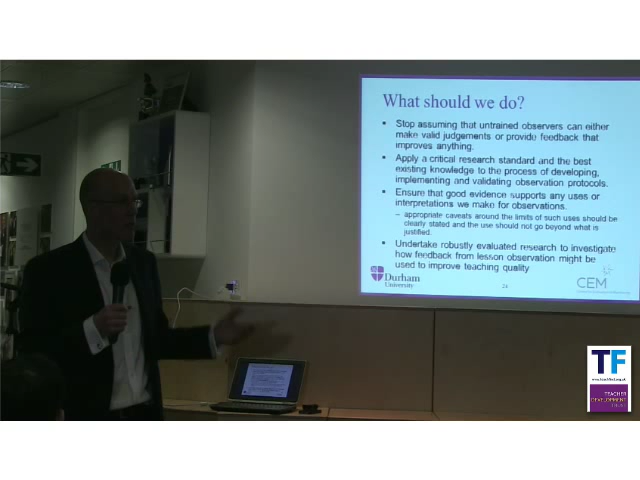 What should we do?
Stop assuming that untrained observers can either
make valid judgements or provide feedback that
improves anything.
Apply a critical research standard and the best
existing knowledge to the process of developing,
implementing and validating observation protocols.
Ensure that good evidence supports any uses or
interpretations we make for observations.
– appropriate caveats around the limits of such uses should be
clearly stated and the use should not go beyond what is
justified.
Undertake robustly evaluated research to investigate
how feedback from lesson observation might be
used to improve teaching quality
Durham
University
CEM
TF
TEACHER
DEVELOPMENT
TRUST